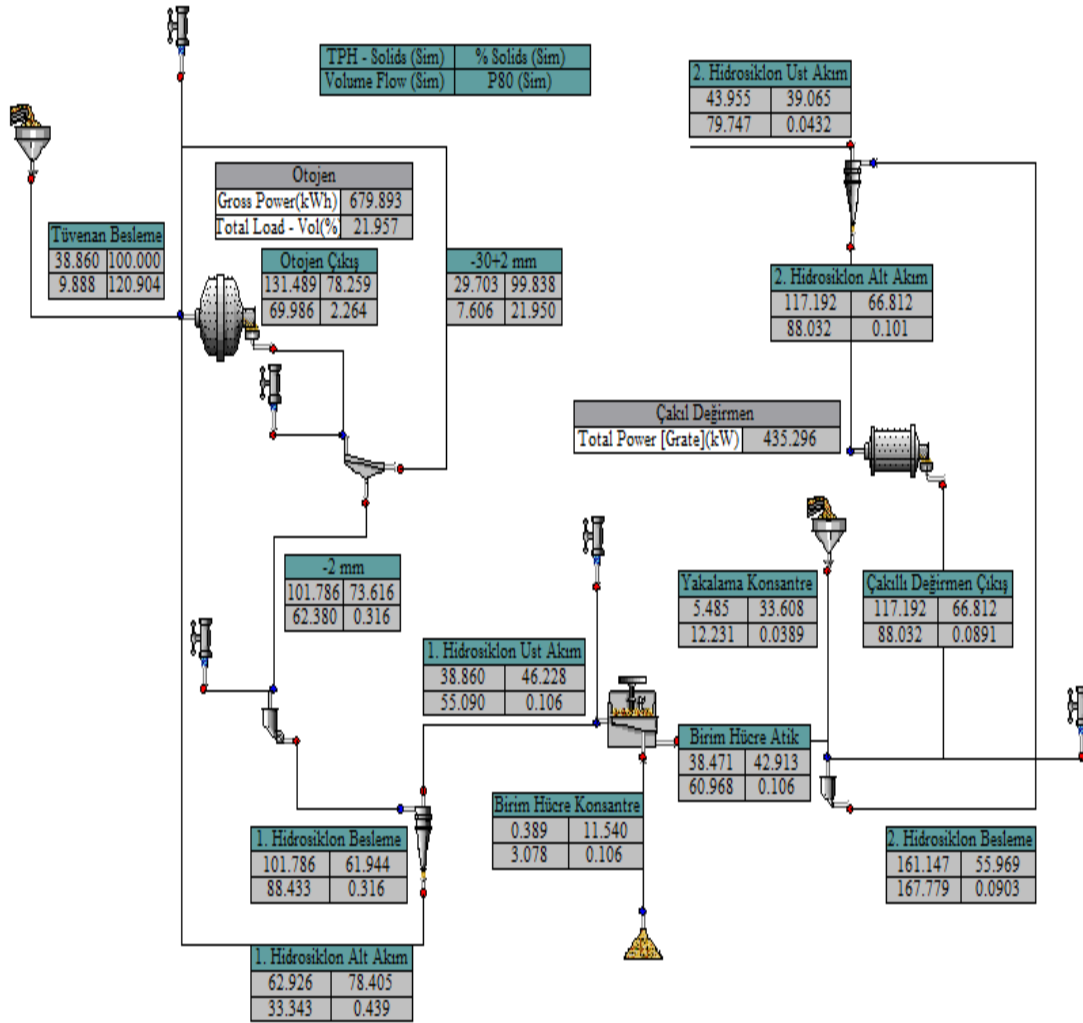 TPH - Solids (Sim) % Solids (Sim)
Volume Flow (Sim) P80 (Sim)
2. Hidrosiklon Ust Akım
43.955 39.065
79.747 0.0432
Otojen
Gross Power(kWh) 679.893
Total Load - Vol(%) 21.957
Tüvenan Besleme
38.860 100.000
9.888 120.904
Otojen Çıkış
131.489 78.259
69.986 2.264
-30+2 mm
29.703 99.838
7.606 21.950
2. Hidrosiklon Alt Akım
117.192 66.812
88.032 0.101
Çakıl Değirmen
Total Power [Grate](kW) 435.296
-2 mm
101.786 73.616
62.380 0.316
Yakalama Konsantre
5.485 33.608
12.231 0.0389
Çakıllı Değirmen Çıkış
117.192 66.812
88.032 0.0891
1. Hidrosiklon Ust Akım
38.860 46.228
55.090 0.106
Birim Hücre Atik
38.471 42.913
60.968 0.106
Birim Hücre Konsantre
0.389 11.540
3.078 0.106
1. Hidrosiklon Besleme
101.786 61.944
88.433 0.316
2. Hidrosiklon Besleme
161.147 55.969
167.779 0.0903
1. Hidrosiklon Alt Akım
62.926 78.405
33.343 0.439